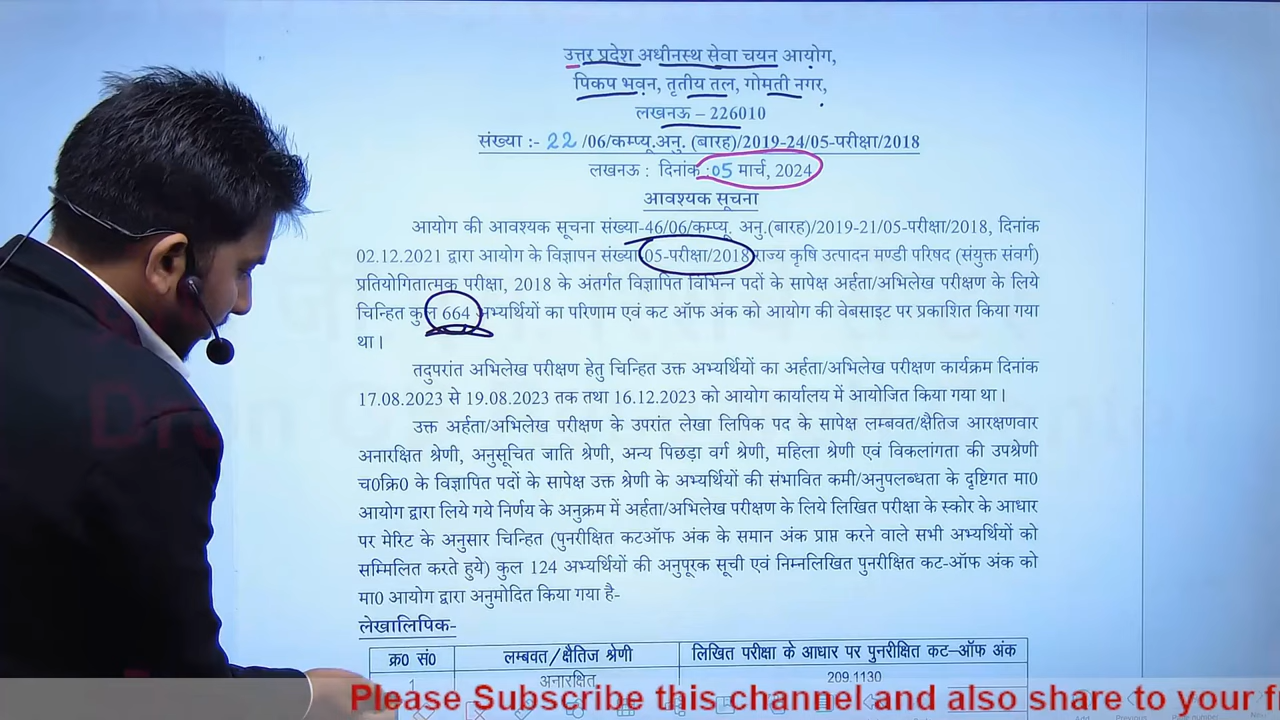 उत्तर प्रदेश अधीनस्थ सेवा चयन आयोग,
पिकप भवन, तृतीय तल, गोमती नगर,
लखनऊ – 226010
संख्या :- 22 /06/कम्प्यू.अनु. (बारह)/2019-24/05-परीक्षा/2018
लखनऊ : दिनांक :05 मार्च, 2024
आवश्यक सूचना
आयोग की आवश्यक सूचना संख्या-46/06/कम्प्यू. अनु.(बारह)/2019-21/05-परीक्षा/2018, दिनांक
02.12.2021 द्वारा आयोग के विज्ञापन संख्या 05-परीक्षा/2018 राज्य कृषि उत्पादन मण्डी परिषद (संयुक्त संवर्ग)
प्रतियोगितात्मक परीक्षा, 2018 के अंतर्गत विज्ञापित विभिन्न पदों के सापेक्ष अर्हता/अभिलेख परीक्षण के लिये
चिन्हित कुल 664 अभ्यर्थियों का परिणाम एवं कट ऑफ अंक को आयोग की वेबसाइट पर प्रकाशित किया गया
था।
तदुपरांत अभिलेख परीक्षण हेतु चिन्हित उक्त अभ्यर्थियों का अर्हता/अभिलेख परीक्षण कार्यक्रम दिनांक
17.08.2023 से 19.08.2023 तक तथा 16.12.2023 को आयोग कार्यालय में आयोजित किया गया था।
उक्त अर्हता/अभिलेख परीक्षण के उपरांत लेखा लिपिक पद के सापेक्ष लम्बवत/क्षैतिज आरक्षणवार
अनारक्षित श्रेणी, अनुसूचित जाति श्रेणी, अन्य पिछड़ा वर्ग श्रेणी, महिला श्रेणी एवं विकलांगता की उपश्रेणी
च0क्रि0 के विज्ञापित पदों के सापेक्ष उक्त श्रेणी के अभ्यर्थियों की संभावित कमी/अनुपलब्धता के दृष्टिगत मा0
आयोग द्वारा लिये गये निर्णय के अनुक्रम में अर्हता/अभिलेख परीक्षण के लिये लिखित परीक्षा के स्कोर के आधार
पर मेरिट के अनुसार चिन्हित (पुनरीक्षित कटऑफ अंक के समान अंक प्राप्त करने वाले सभी अभ्यर्थियों को
सम्मिलित करते हुये) कुल 124 अभ्यर्थियों की अनुपूरक सूची एवं निम्नलिखित पुनरीक्षित कट-ऑफ अंक को
मा0 आयोग द्वारा अनुमोदित किया गया है-
लेखालिपिक-
क्र0 सं0 लम्बवत/क्षैतिज श्रेणी लिखित परीक्षा के आधार पर पुनरीक्षित कट–ऑफ अंक
1 अनारक्षित 209.1130
Please Subscribe this channel and also share to your f